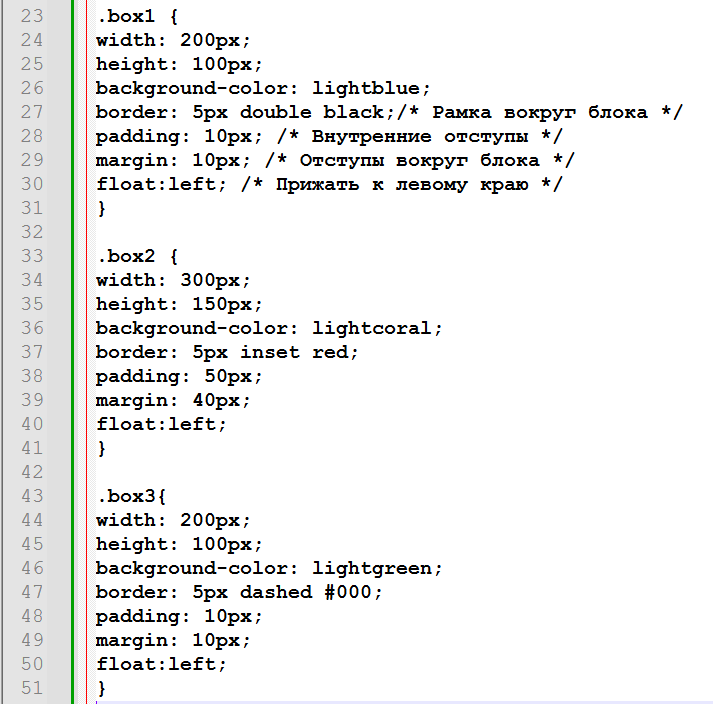 23 .box1 {
24 width: 200px;
25 height: 100px;
26 background-color: lightblue;
27 border: 5px double black;/* Рамка вокруг блока */
28 padding: 10px; /* Внутренние отступы */
29 margin: 10px; /* Отступы вокруг блока */
30 float:left; /* Прижать к левому краю */
31 }
32
33 .box2 {
34 width: 300px;
35 height: 150px;
36 background-color: lightcoral;
37 border: 5px inset red;
38 padding: 50px;
39 margin: 40px;
40 float:left;
41 }
42
43 .box3{
44 width: 200px;
45 height: 100px;
46 background-color: lightgreen;
47 border: 5px dashed #000;
48 padding: 10px;
49 margin: 10px;
50 float:left;
51 }